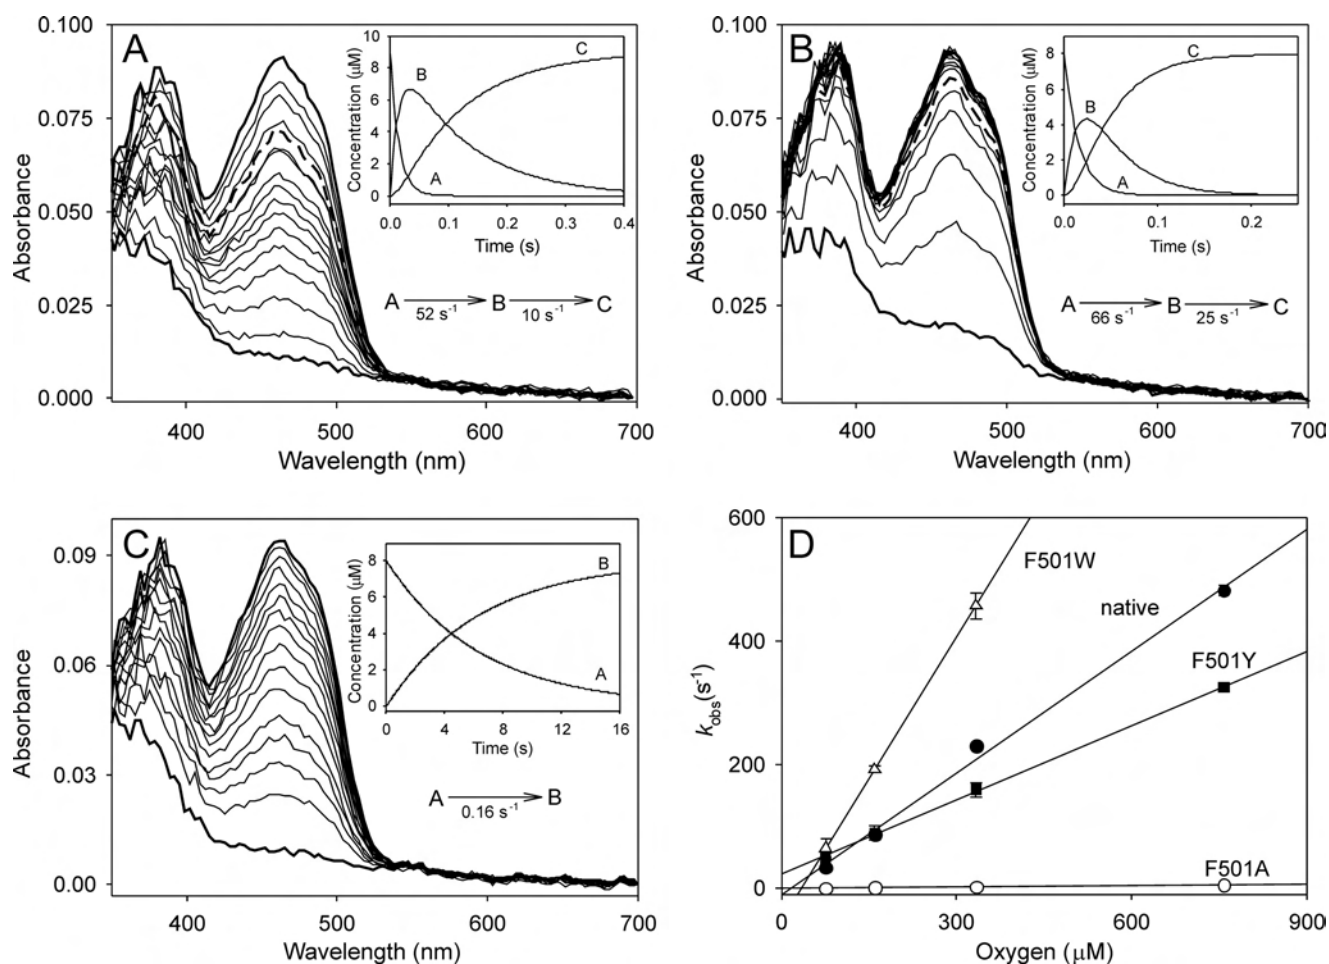 A
0.100
0.075
0.050
0.025
0.000
Absorbance
400 500 600 700
Wavelength (nm)
10
8
6
4
2
0
Concentration (μM)
0.0 0.1 0.2 0.3 0.4
Time (s)
A
B
C
A B C
52 s⁻¹ 10 s⁻¹
B
0.100
0.075
0.050
0.025
0.000
Absorbance
400 500 600 700
Wavelength (nm)
10
8
6
4
2
0
Concentration (μM)
0.0 0.1 0.2
Time (s)
C
B
A
A B C
66 s⁻¹ 25 s⁻¹
C
0.09
0.06
0.03
0.00
Absorbance
400 500 600 700
Wavelength (nm)
8
6
4
2
0
Concentration (μM)
0 4 8 12 16
Time (s)
B
A
A B
0.16 s⁻¹
D
600
400
200
0
kobs(s⁻¹)
0 300 600 900
Oxygen (μM)
F501W
native
F501Y
F501A